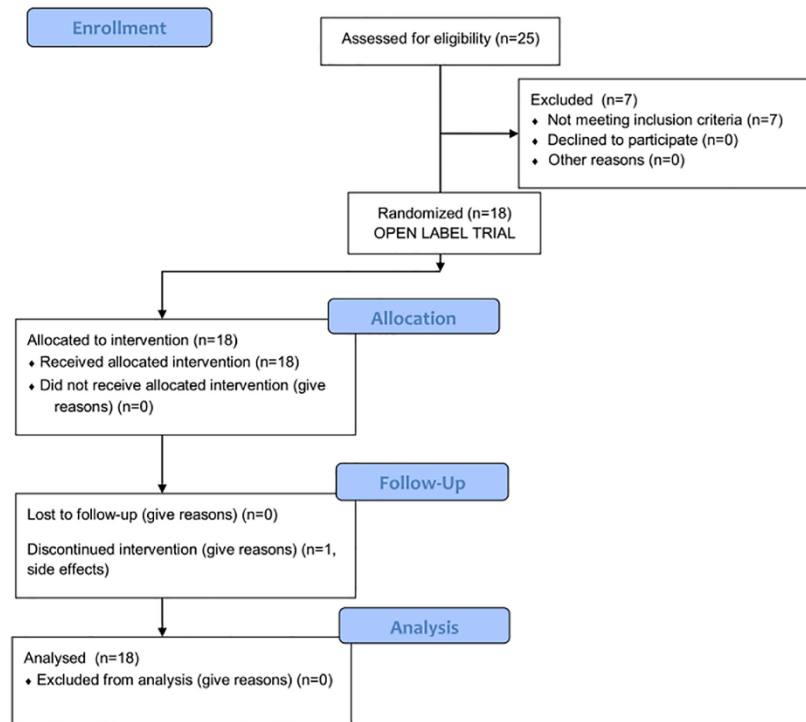 Enrollment
Assessed for eligibility (n=25)
Excluded (n=7)
♦ Not meeting inclusion criteria (n=7)
♦ Declined to participate (n=0)
♦ Other reasons (n=0)
Randomized (n=18)
OPEN LABEL TRIAL
Allocation
Allocated to intervention (n=18)
♦ Received allocated intervention (n=18)
♦ Did not receive allocated intervention (give
reasons) (n=0)
Follow-Up
Lost to follow-up (give reasons) (n=0)
Discontinued intervention (give reasons) (n=1,
side effects)
Analysis
Analysed (n=18)
♦ Excluded from analysis (give reasons) (n=0)